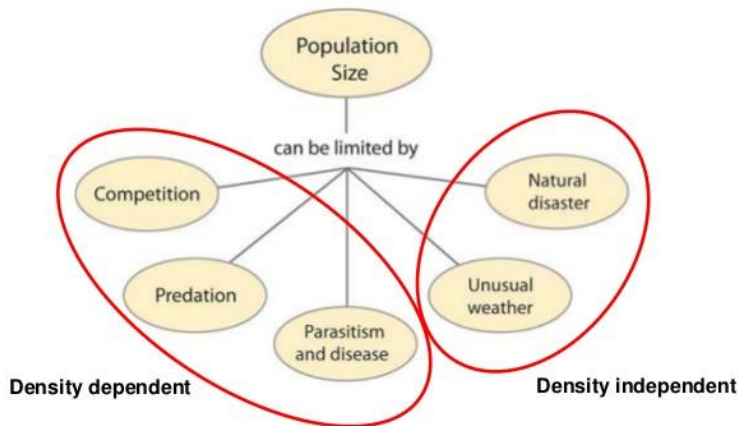 Population
Size
can be limited by
Competition
Natural
disaster
Predation
Unusual
weather
Parasitism
and disease
Density dependent
Density independent